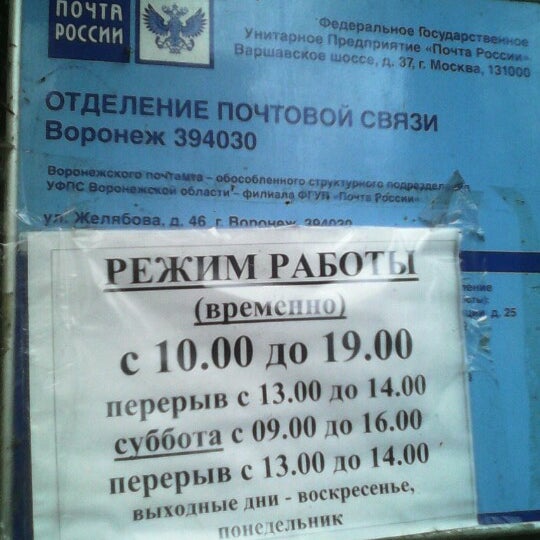 ПОЧТА
РОССИИ
Федеральное Государственное
Унитарное Предприятие «Почта России»
Варшавское шоссе, д. 37, г. Москва, 131000
ОТДЕЛЕНИЕ ПОЧТОВОЙ СВЯЗИ
Воронеж 394030
Воронежского почтамта – обособленного структурного подразделения
УФПС Воронежской области – филиала ФГУП «Почта России»
ул. Желябова, д. 46 г. Воронеж 394030
РЕЖИМ РАБОТЫ
(временно)
с 10.00 до 19.00
перерыв с 13.00 до 14.00
суббота с 09.00 до 16.00
перерыв с 13.00 до 14.00
выходные дни - воскресенье,
понедельник
д. 25